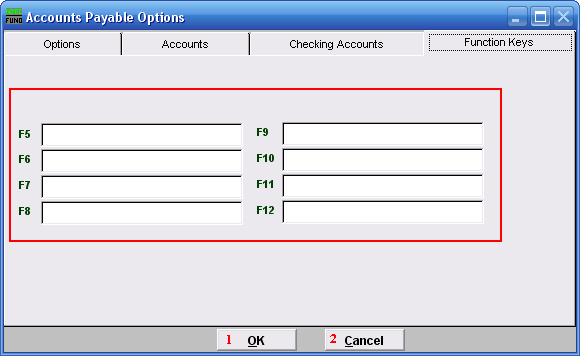 FUND Accounts Payable Options
Options Accounts Checking Accounts Function Keys
F5 F9
F6 F10
F7 F11
F8 F12
1 OK 2 Cancel